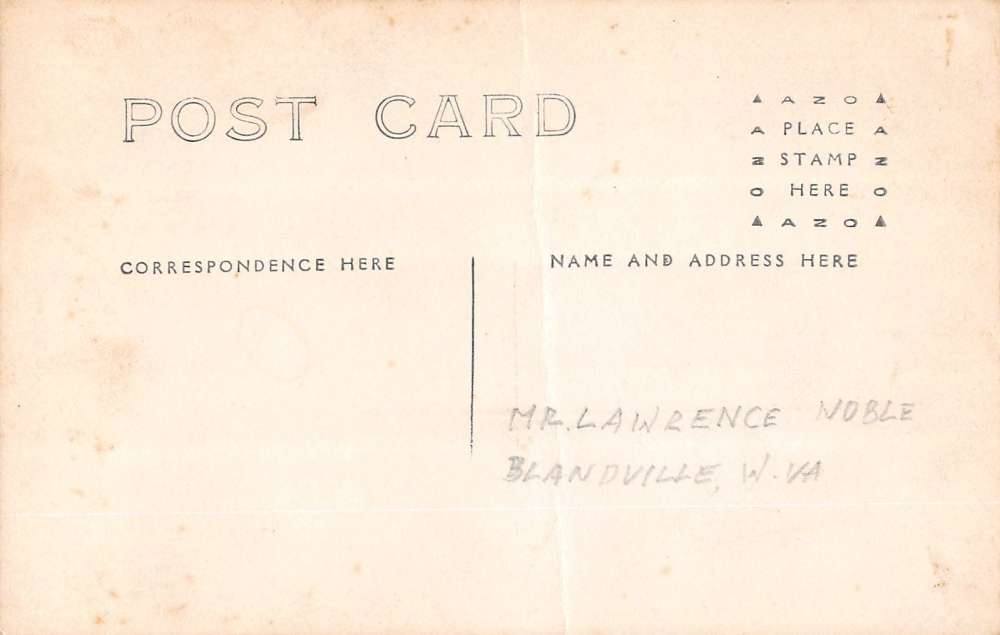 POST CARD
▲ A Z O ▲
A PLACE A
Z STAMP Z
O HERE O
▲ A Z O ▲
CORRESPONDENCE HERE
NAME AND ADDRESS HERE
MR. LAWRENCE NOBLE
BLANDVILLE, W. VA